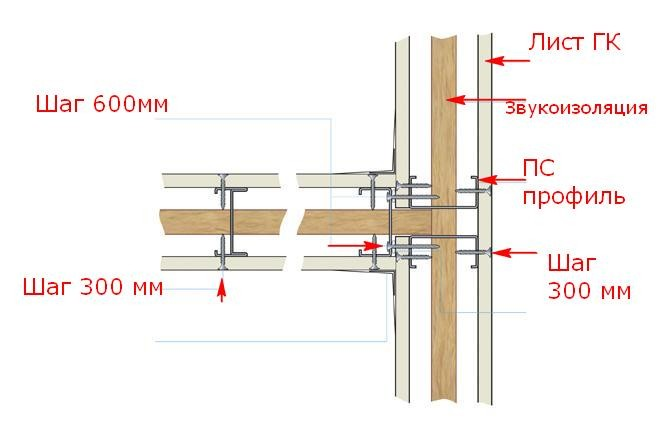 Лист ГК
Шаг 600мм
Звукоизоляция
ПС
профиль
Шаг 300 мм
Шаг
300 мм